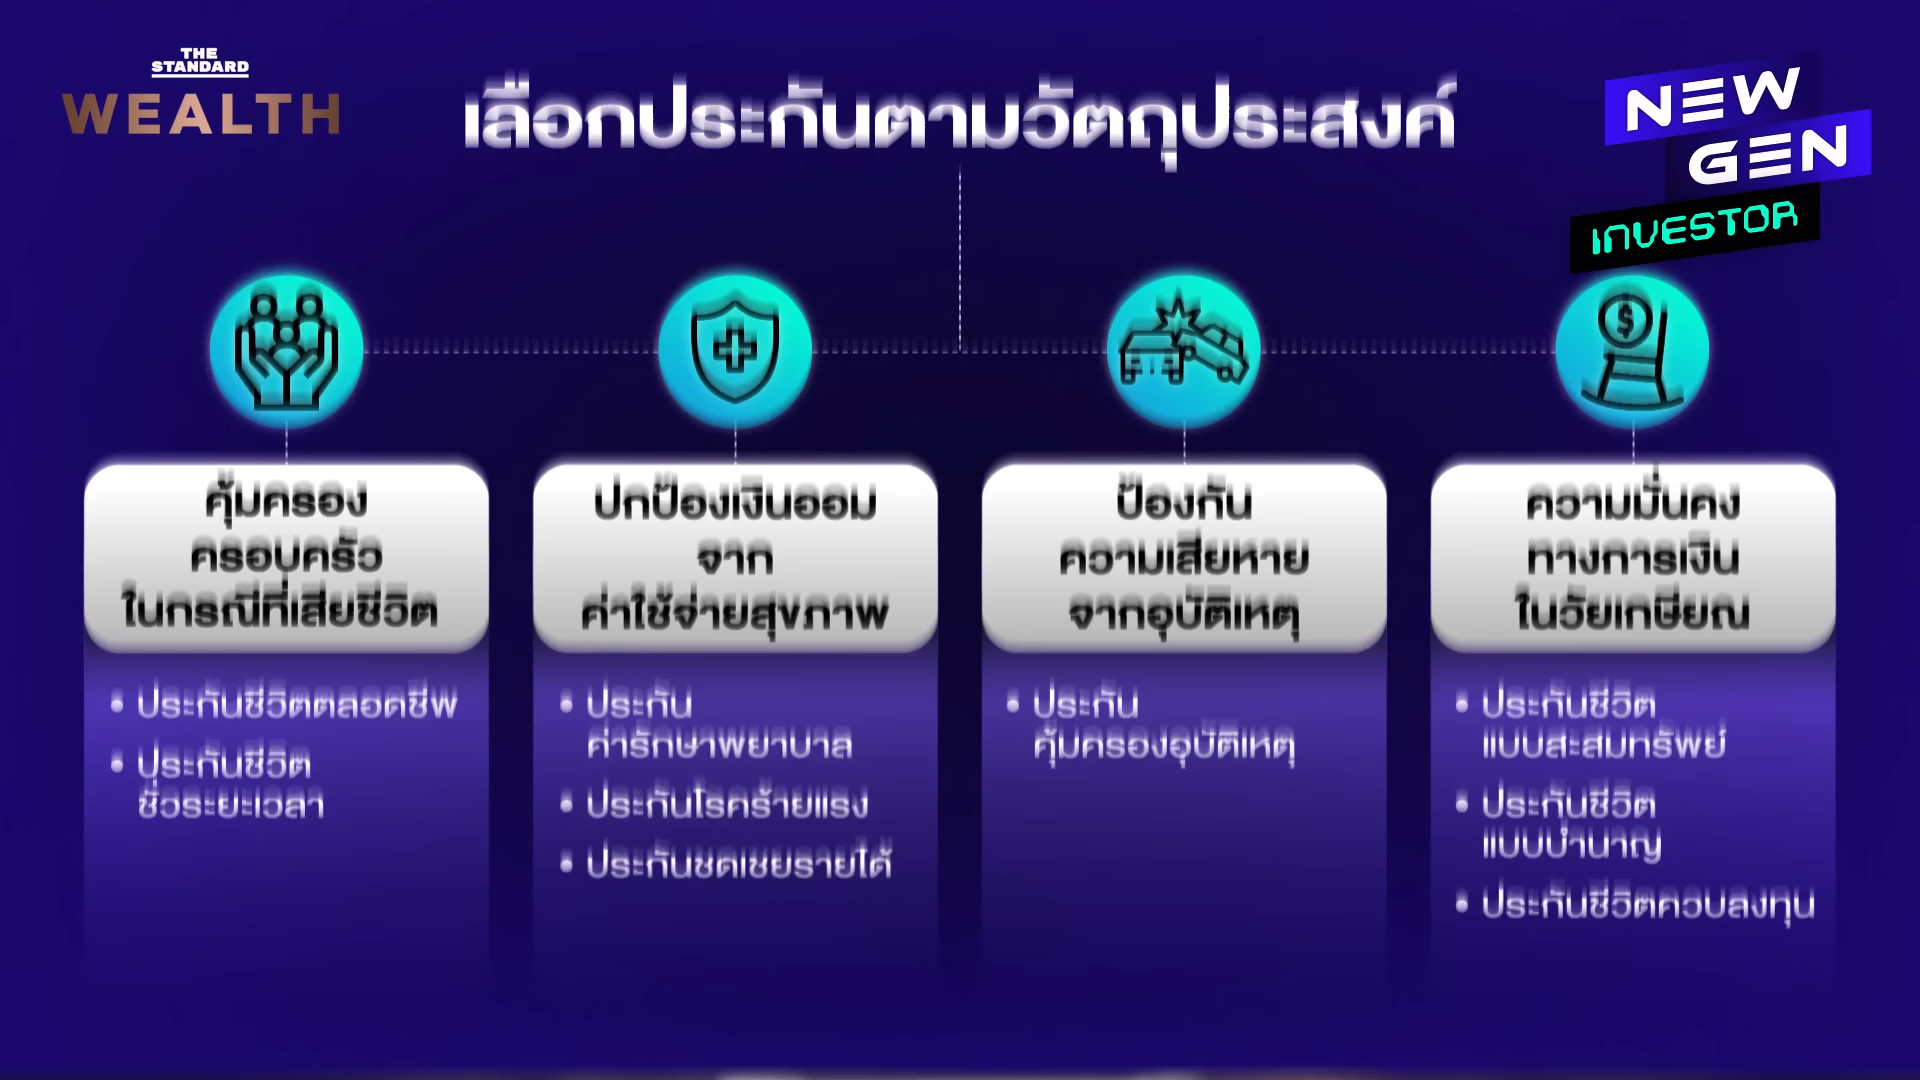 THE
STANDARD
WEALTH
เลือกประกันตามวัตถุประสงค์
NEW
GEN
INVESTOR
คุ้มครอง
ครอบครัว
ในกรณีที่เสียชีวิต
• ประกันชีวิตตลอดชีพ
• ประกันชีวิต
ชั่วระยะเวลา
ปกป้องเงินออม
จาก
ค่าใช้จ่ายสุขภาพ
• ประกัน
ค่ารักษาพยาบาล
• ประกันโรคร้ายแรง
• ประกันชดเชยรายได้
ป้องกัน
ความเสียหาย
จากอุบัติเหตุ
• ประกัน
คุ้มครองอุบัติเหตุ
ความมั่นคง
ทางการเงิน
ในวัยเกษียณ
• ประกันชีวิต
แบบสะสมทรัพย์
• ประกันชีวิต
แบบบำนาญ
• ประกันชีวิตควบลงทุน